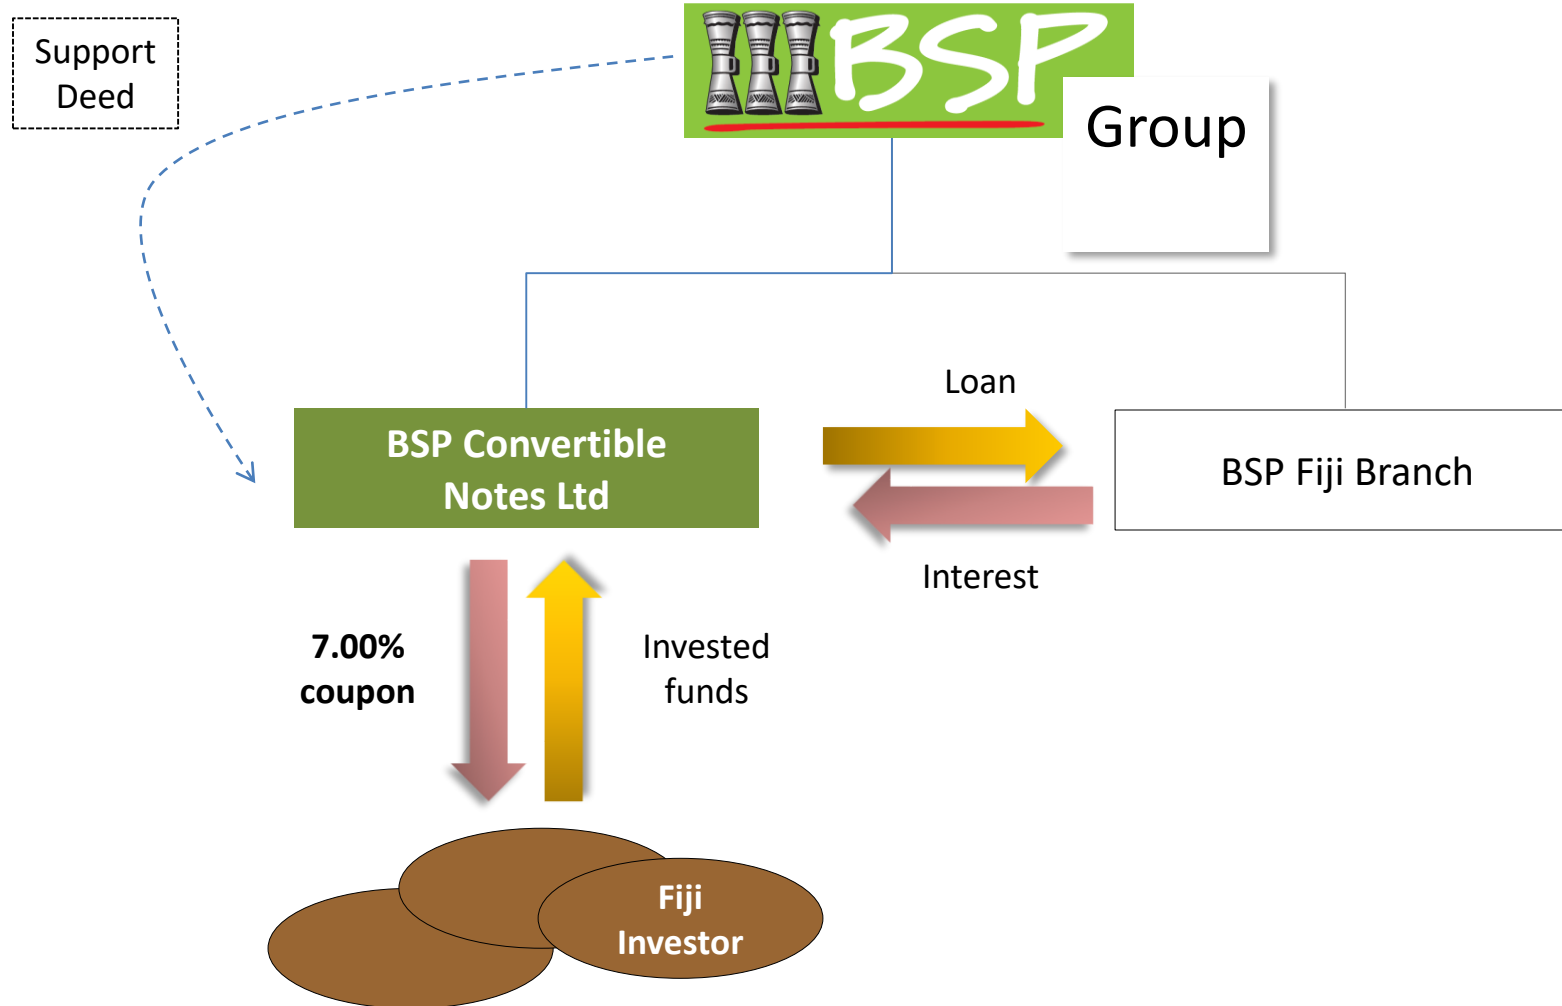 Support
Deed
BSP
Group
Loan
BSP Convertible
Notes Ltd
BSP Fiji Branch
Interest
7.00%
coupon
Invested
funds
Fiji
Investor